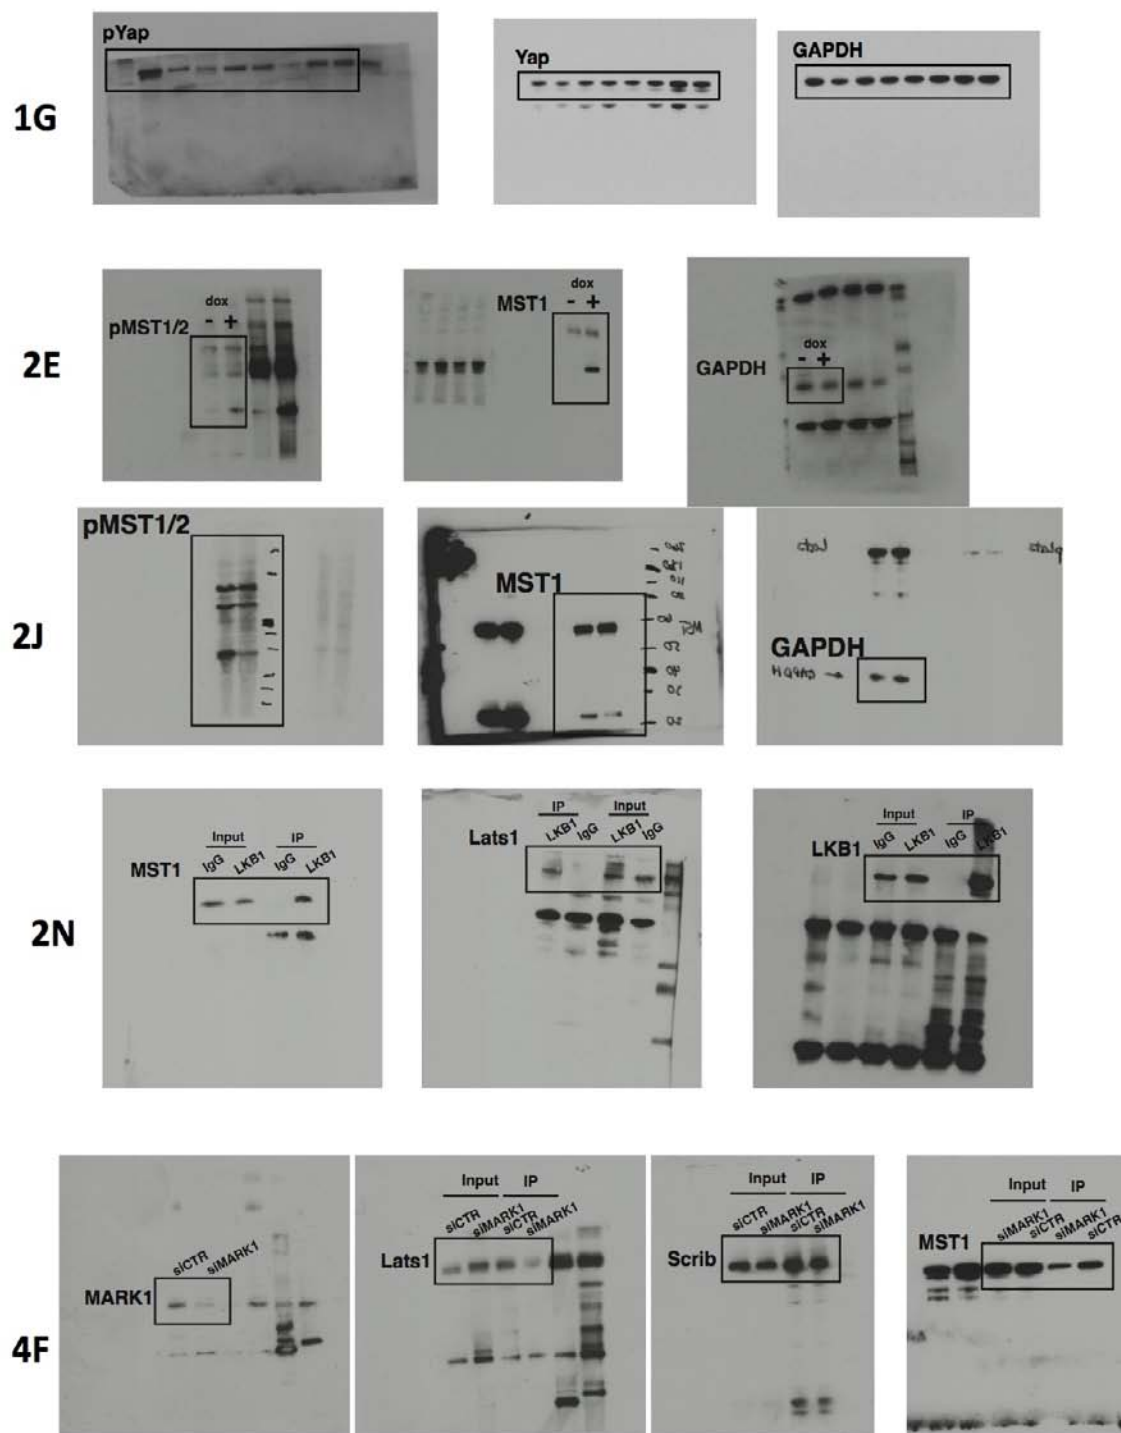 pYap
Yap
GAPDH
1G
dox
pMST1/2
- +
dox
MST1
- +
dox
GAPDH
- +
2E
pMST1/2
MST1
GAPDH
GAPDH
2J
Input IP
IgG LKB1 IgG LKB1
MST1
IP Input
LKB1 IgG LKB1 IgG
Lats1
Input IP
IgG LKB1 IgG LKB1
LKB1
2N
siCTR siMARK1
MARK1
Input IP
siCTR siMARK1 siCTR siMARK1
Lats1
Input IP
siCTR siMARK1 siCTR siMARK1
Scrib
Input IP
siMARK1 siCTR siMARK1 siCTR
MST1
4F